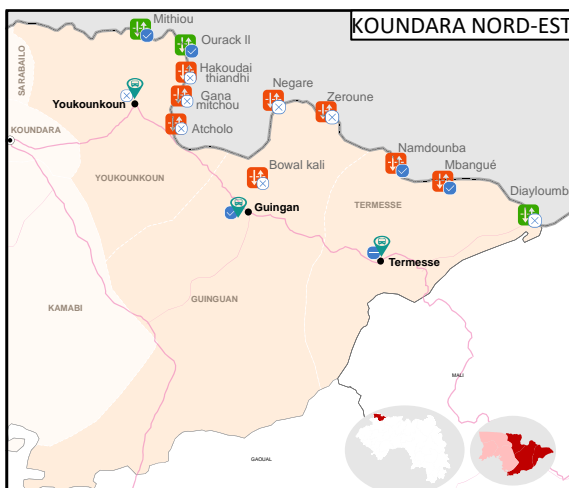 KOUNDARA NORD-EST
Mithiou
Ourack II
Hakoudai
thiandhi
Negare
Gana
mitchou
Zeroune
Youkounkoun
Atcholo
SARABAILO
KOUNDARA
YOUKOUNKOUN
Namdounba
Mbangué
Bowal kali
Diayloumb
Guingan
TERMESSE
Termesse
GUINGUAN
KAMABI
MALI
GAOUAL